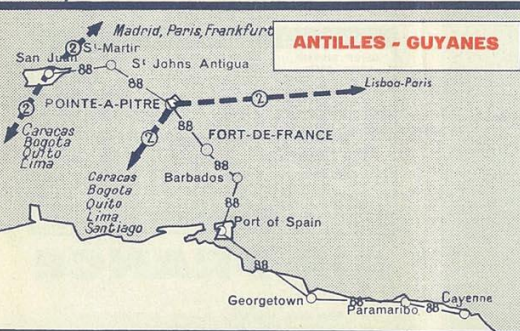 Madrid, Paris, Frankfurt
ANTILLES - GUYANES
2
St-Martin
San Juan
88
St Johns Antigua
88
Lisboa-Paris
2
POINTE-A-PITRE
2
88
FORT-DE-FRANCE
2
Caracas
Bogota
Quito
Lima
88
Caracas
Bogota
Quito
Lima
Santiago
Barbados
88
Port of Spain
88
Georgetown
88
Paramaribo
88
Cayenne